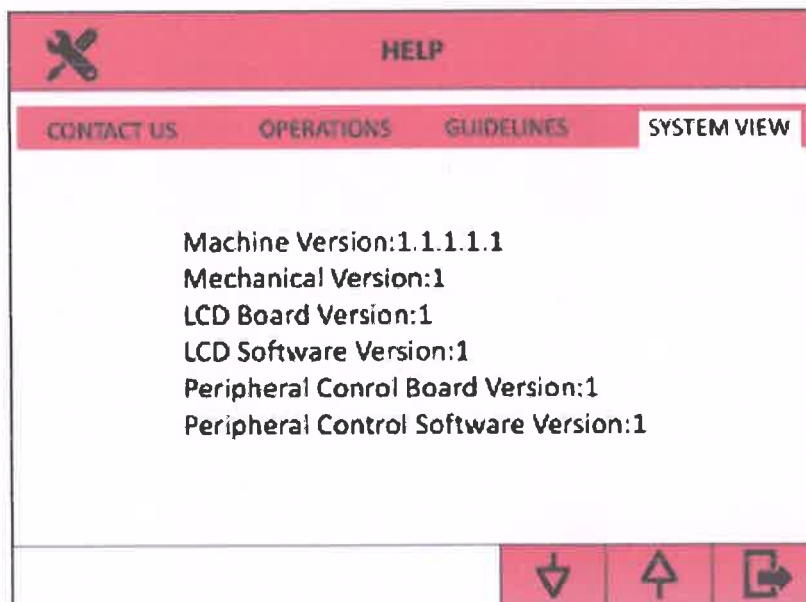 HELP
CONTACT US OPERATIONS GUIDELINES SYSTEM VIEW
Machine Version:1.1.1.1.1
Mechanical Version:1
LCD Board Version:1
LCD Software Version:1
Peripheral Conrol Board Version:1
Peripheral Control Software Version:1